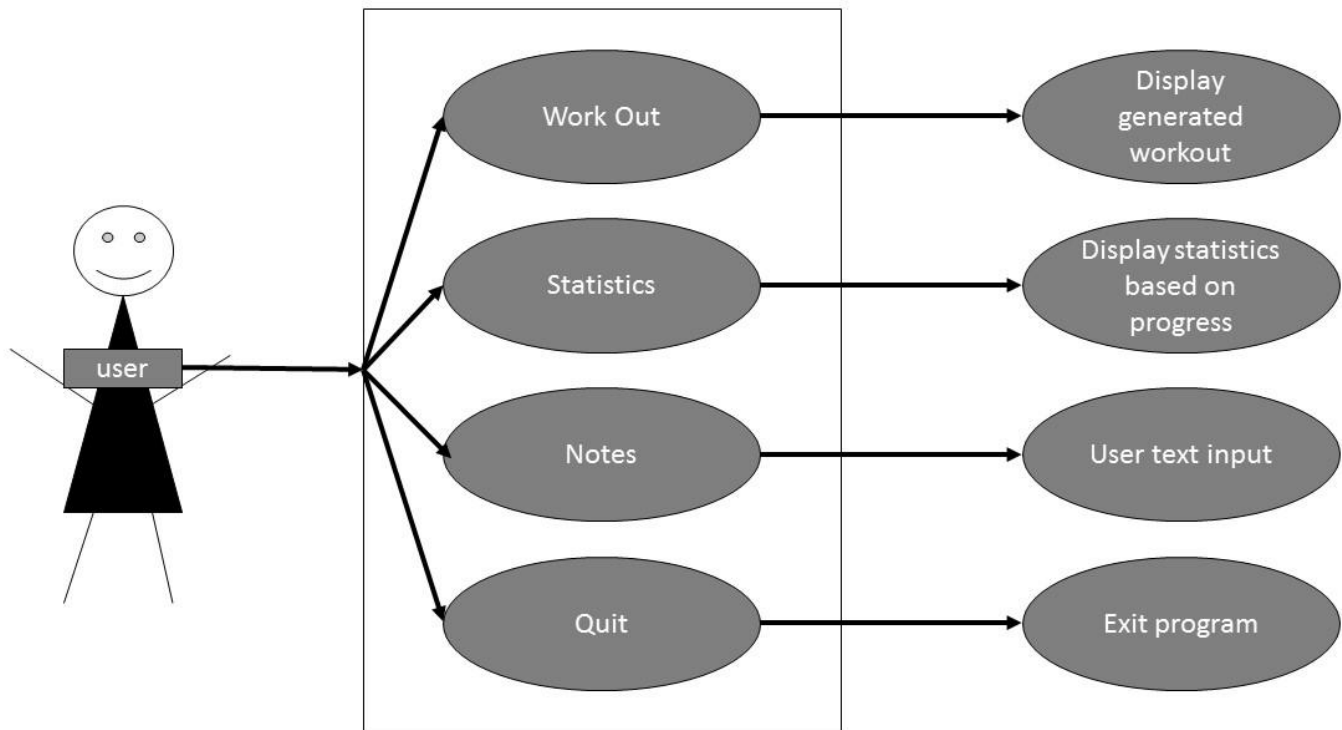 Work Out
Display
generated
workout
Statistics
Display statistics
based on
progress
user
Notes
User text input
Quit
Exit program